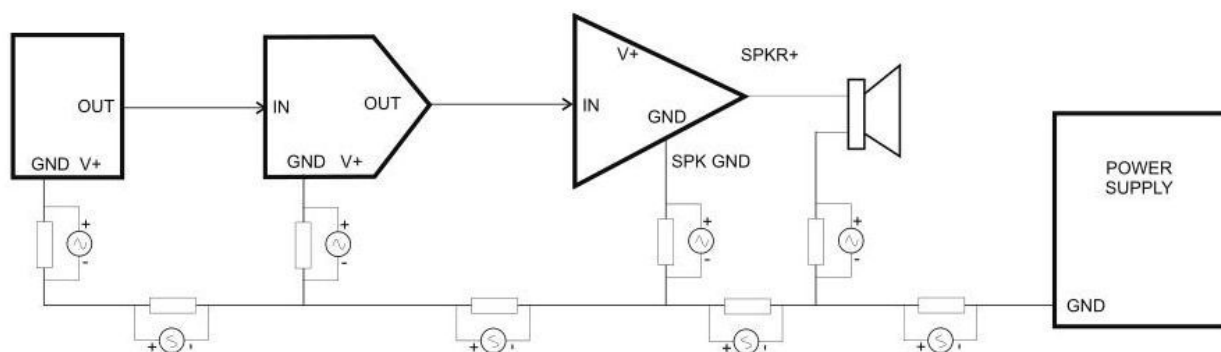 OUT
GND V+
IN
OUT
GND V+
V+
IN
GND
SPKR+
SPK GND
POWER
SUPPLY
GND
+
-
+
-
+
-
+
-
+ -
+ -
+ -
+ -